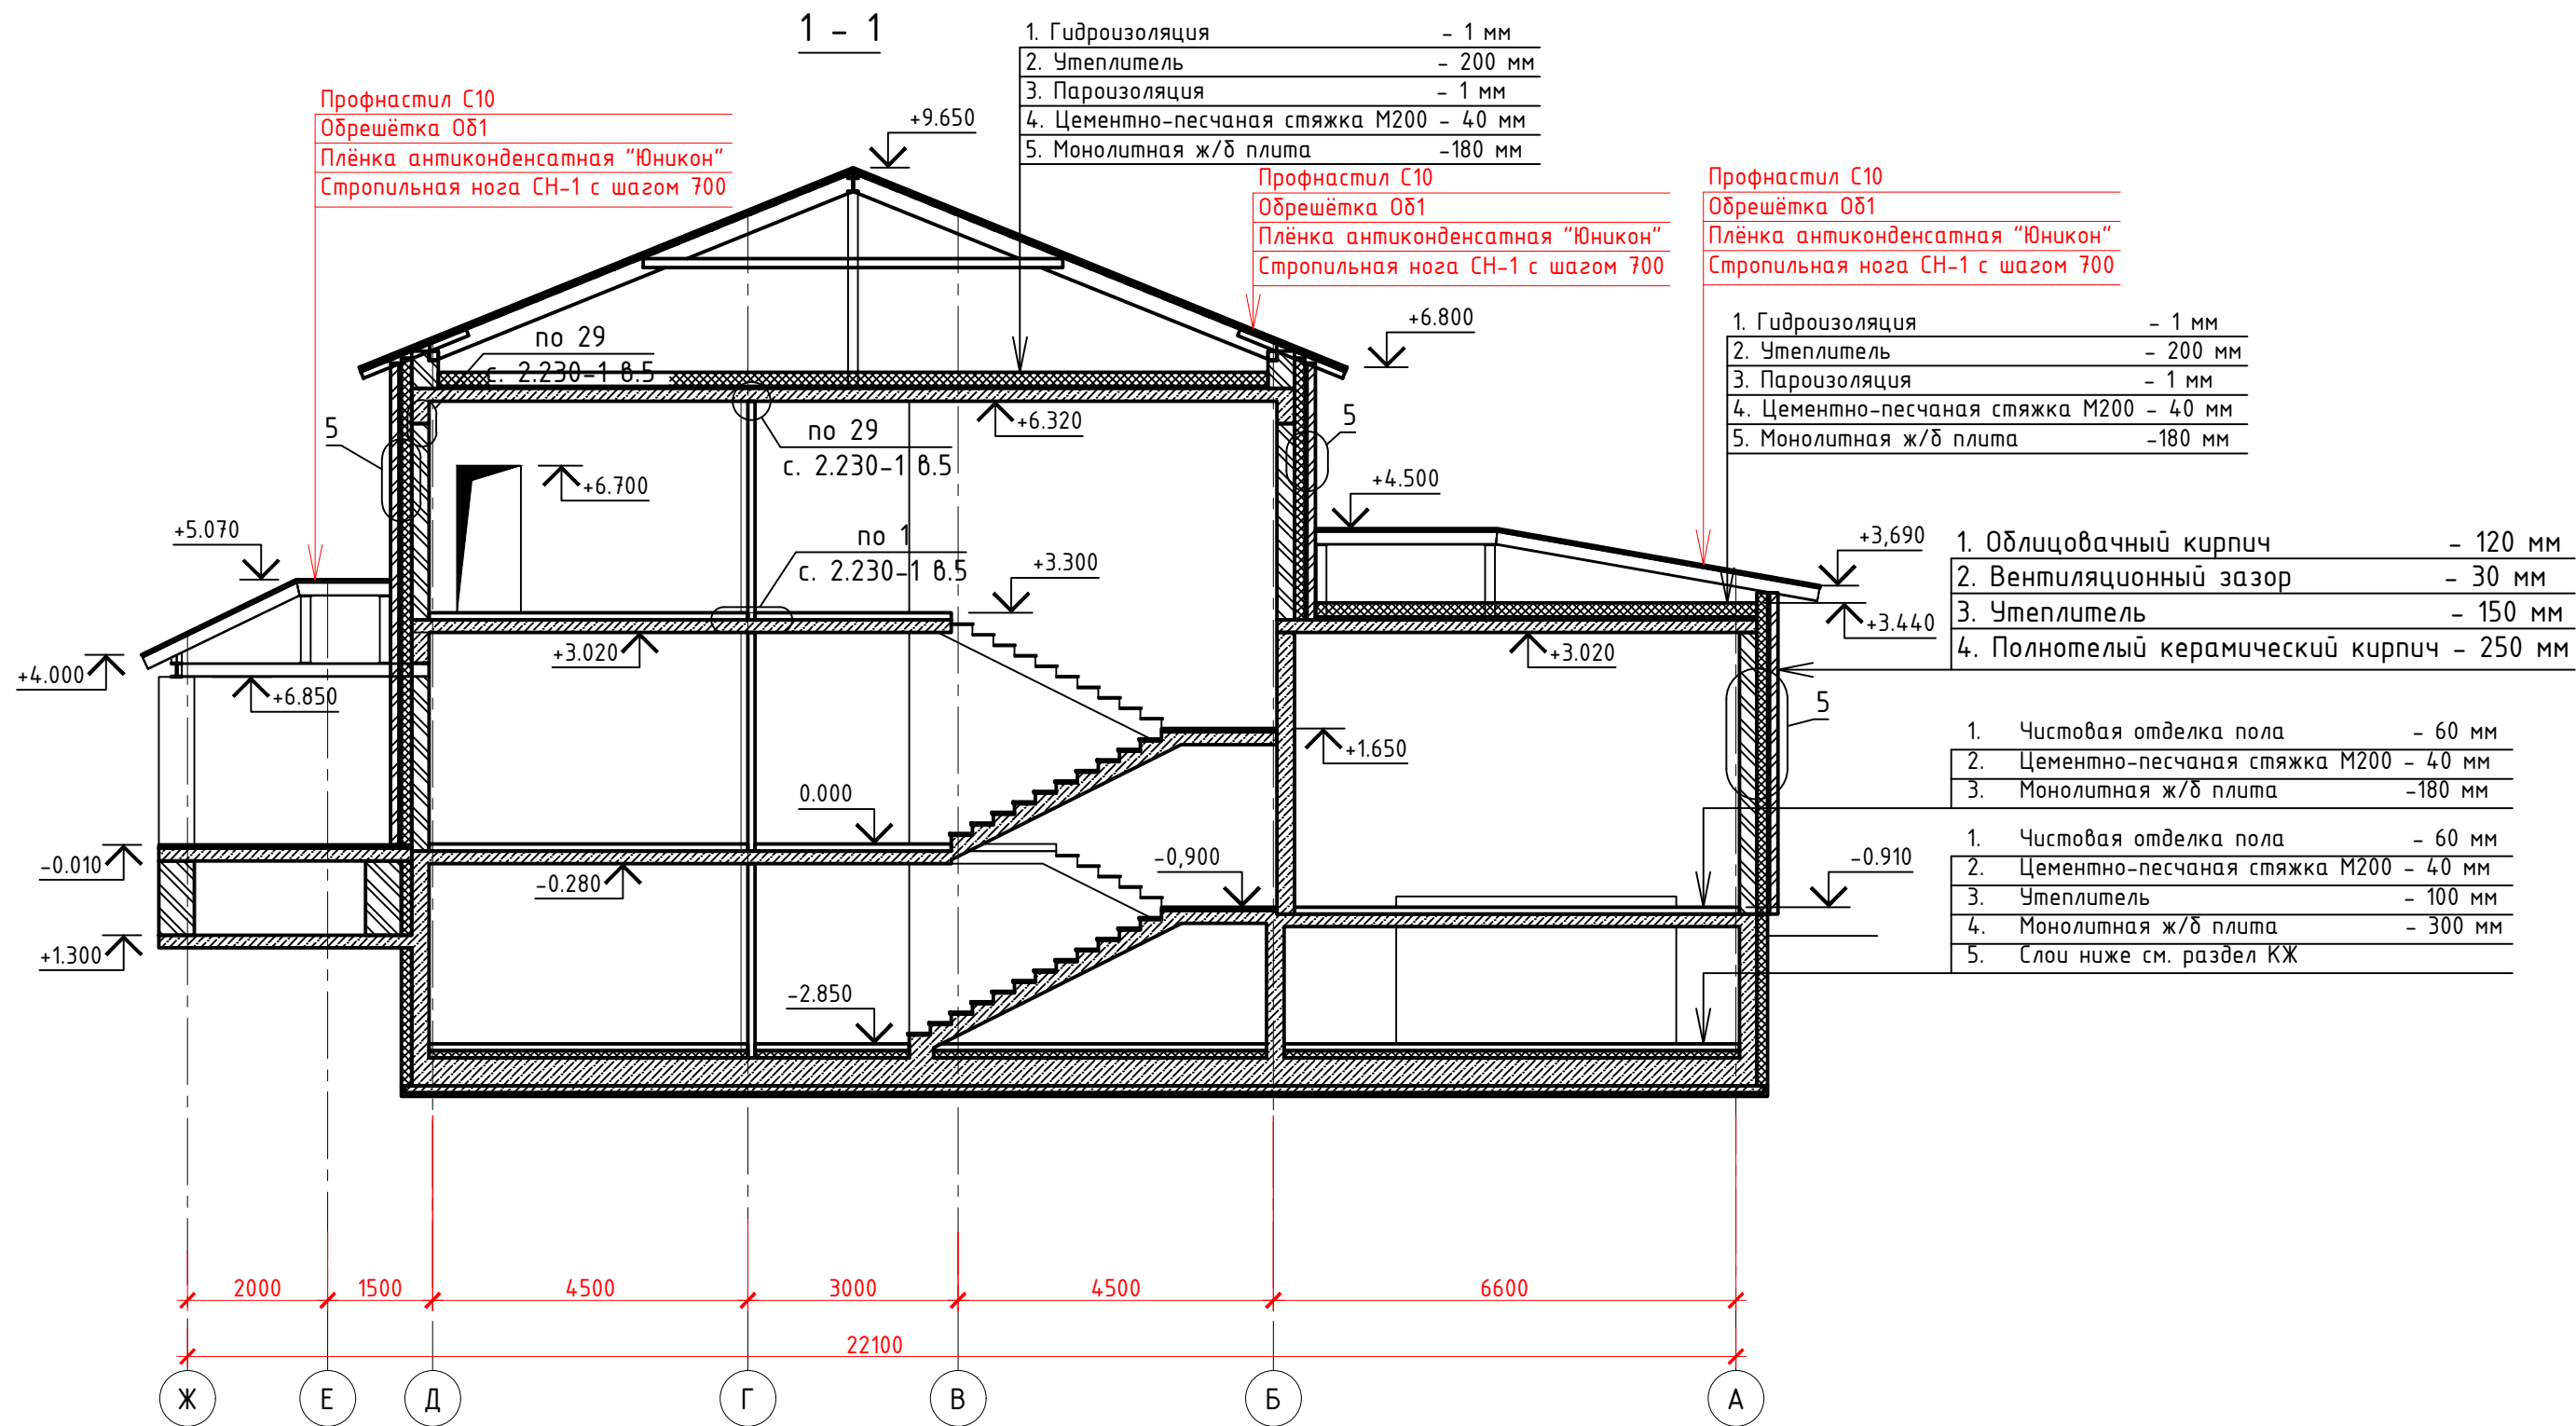 1 - 1
1. Гидроизоляция - 1 мм
2. Утеплитель - 200 мм
3. Пароизоляция - 1 мм
4. Цементно-песчаная стяжка М200 - 40 мм
5. Монолитная ж/б плита -180 мм
Профнастил С10
Обрешётка Об1
Плёнка антиконденсатная "Юникон"
Стропильная нога СН-1 с шагом 700
+9.650
Профнастил С10
Обрешётка Об1
Плёнка антиконденсатная "Юникон"
Стропильная нога СН-1 с шагом 700
Профнастил С10
Обрешётка Об1
Плёнка антиконденсатная "Юникон"
Стропильная нога СН-1 с шагом 700
+6.800
1. Гидроизоляция - 1 мм
2. Утеплитель - 200 мм
3. Пароизоляция - 1 мм
4. Цементно-песчаная стяжка М200 - 40 мм
5. Монолитная ж/б плита -180 мм
по 29
с. 2.230-1 в.5
+6.320
5
5
по 29
с. 2.230-1 в.5
+6.700
+4.500
+5.070
по 1
с. 2.230-1 в.5
+3.300
+3,690
+3.440
1. Облицовачный кирпич - 120 мм
2. Вентиляционный зазор - 30 мм
3. Утеплитель - 150 мм
4. Полнотелый керамический кирпич - 250 мм
+3.020
+3.020
+4.000
+6.850
5
+1.650
1. Чистовая отделка пола - 60 мм
2. Цементно-песчаная стяжка М200 - 40 мм
3. Монолитная ж/б плита -180 мм
0.000
-0.010
-0.280
-0,900
-0.910
1. Чистовая отделка пола - 60 мм
2. Цементно-песчаная стяжка М200 - 40 мм
3. Утеплитель - 100 мм
4. Монолитная ж/б плита - 300 мм
5. Слои ниже см. раздел КЖ
+1.300
-2.850
2000 1500 4500 3000 4500 6600
22100
Ж Е Д Г В Б А